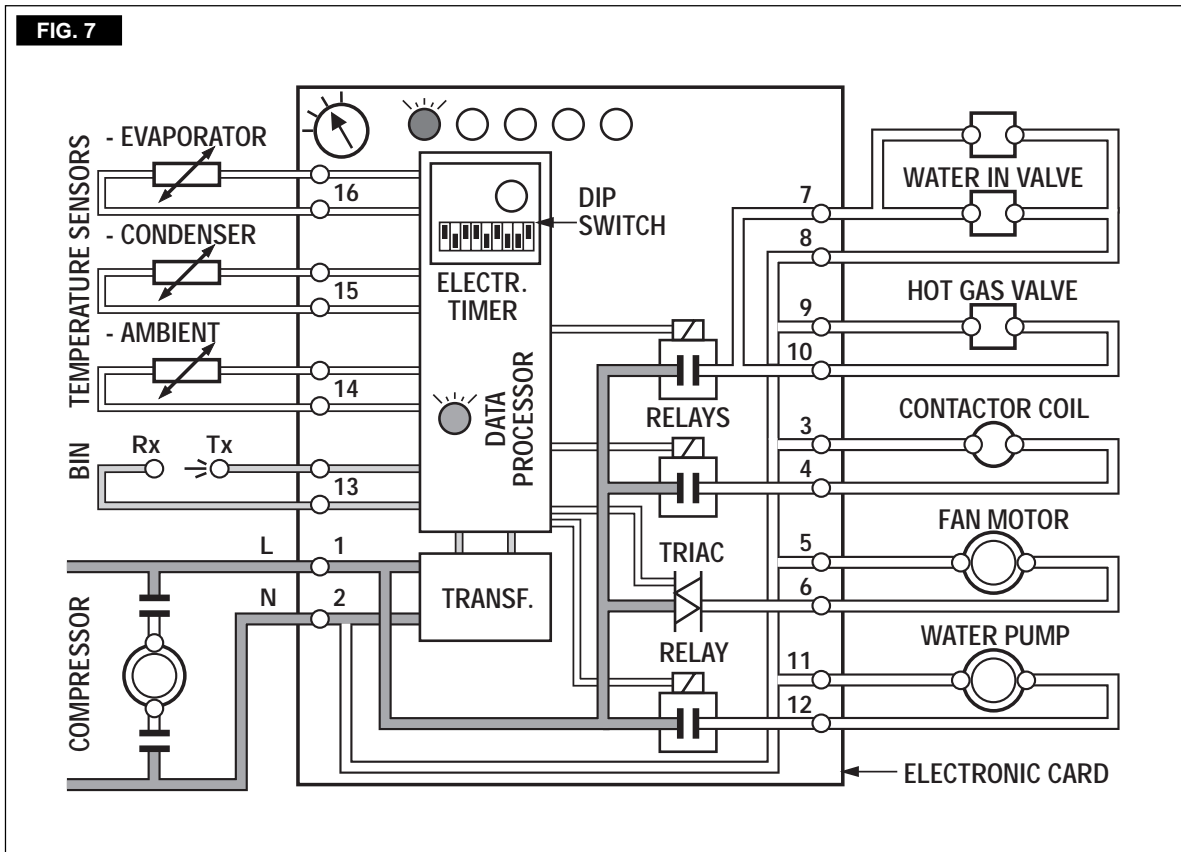 FIG. 7
TEMPERATURE SENSORS
- EVAPORATOR
16
- CONDENSER
15
- AMBIENT
14
BIN
Rx
Tx
13
L
1
N
2
COMPRESSOR
DIP
SWITCH
ELECTR.
TIMER
DATA
PROCESSOR
TRANSF.
RELAYS
TRIAC
RELAY
7
WATER IN VALVE
8
HOT GAS VALVE
9
10
CONTACTOR COIL
3
4
FAN MOTOR
5
6
WATER PUMP
11
12
ELECTRONIC CARD